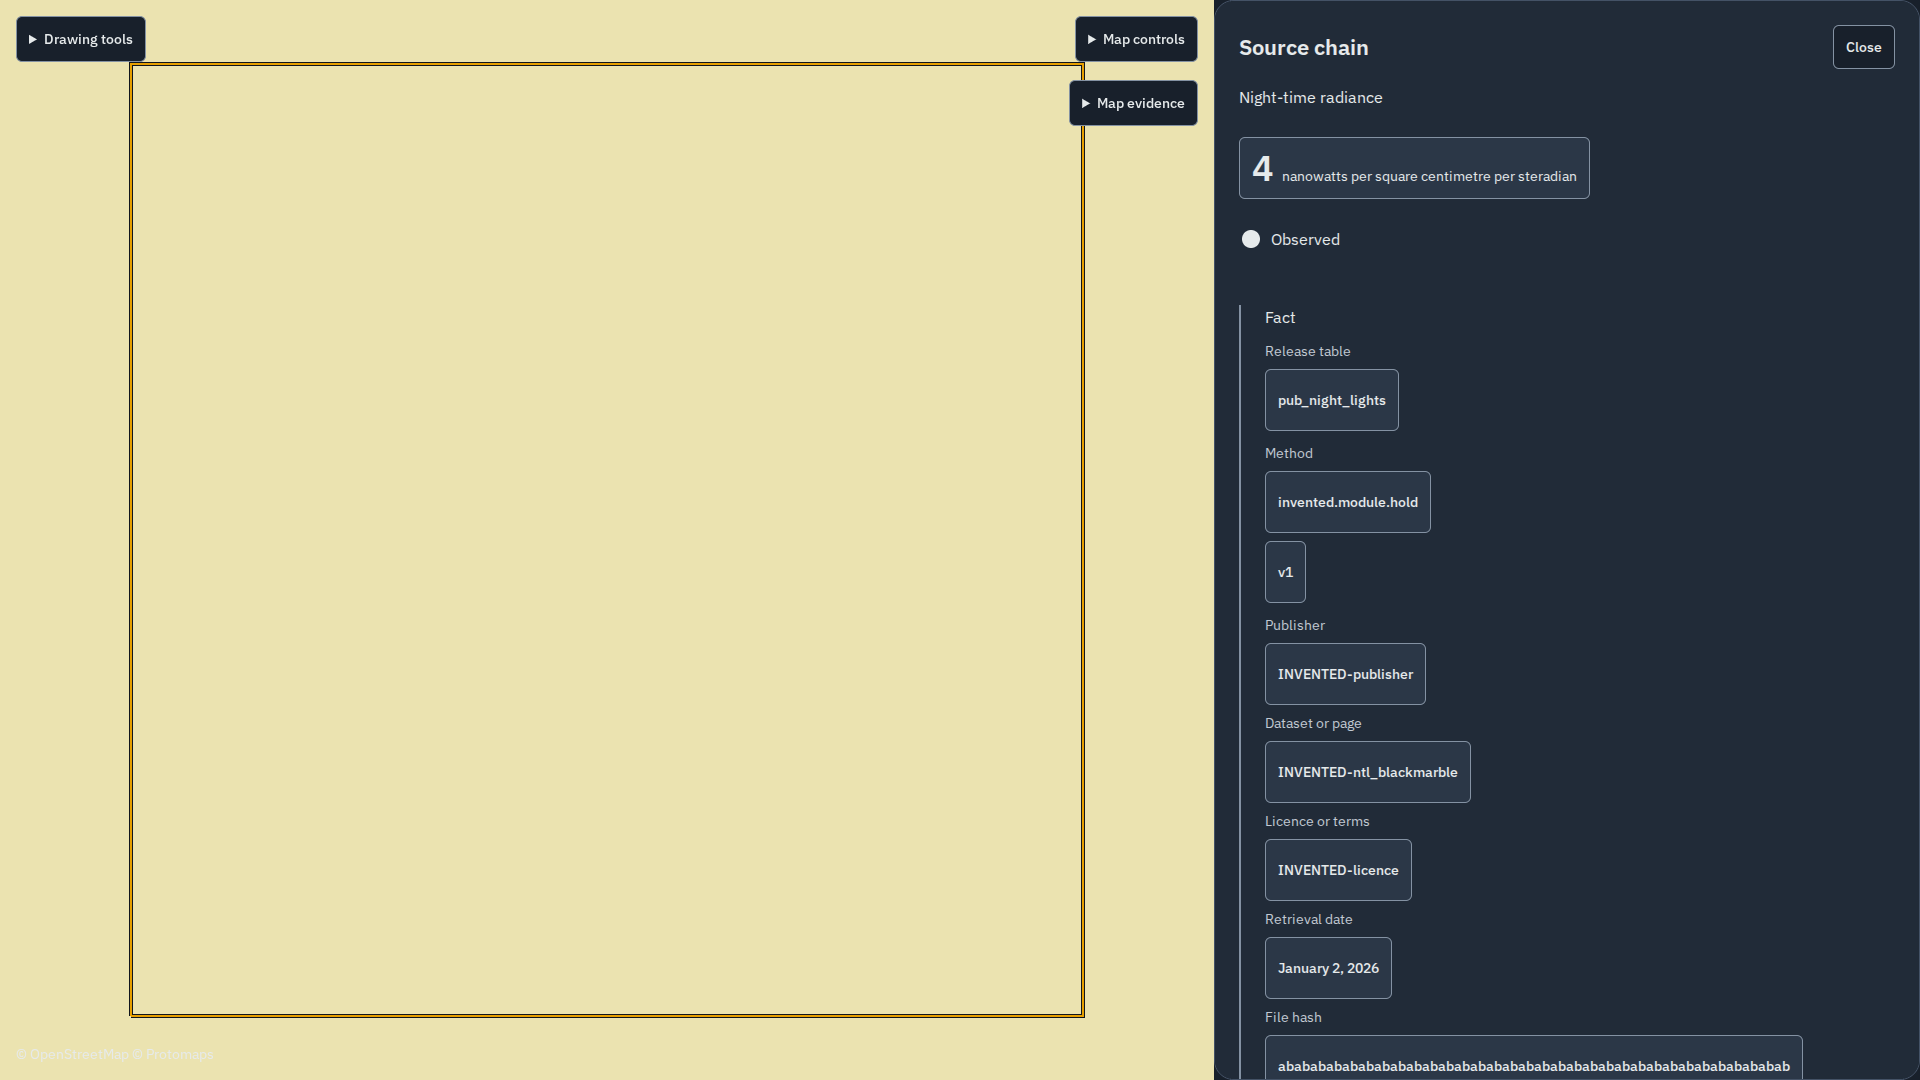 Drawing tools
Map controls
Map evidence
© OpenStreetMap © Protomaps
Source chain
Close
Night-time radiance
4 nanowatts per square centimetre per steradian
Observed
Fact
Release table
pub_night_lights
Method
invented.module.hold
v1
Publisher
INVENTED-publisher
Dataset or page
INVENTED-ntl_blackmarble
Licence or terms
INVENTED-licence
Retrieval date
January 2, 2026
File hash
abababababababababababababababababababababababababababababababab